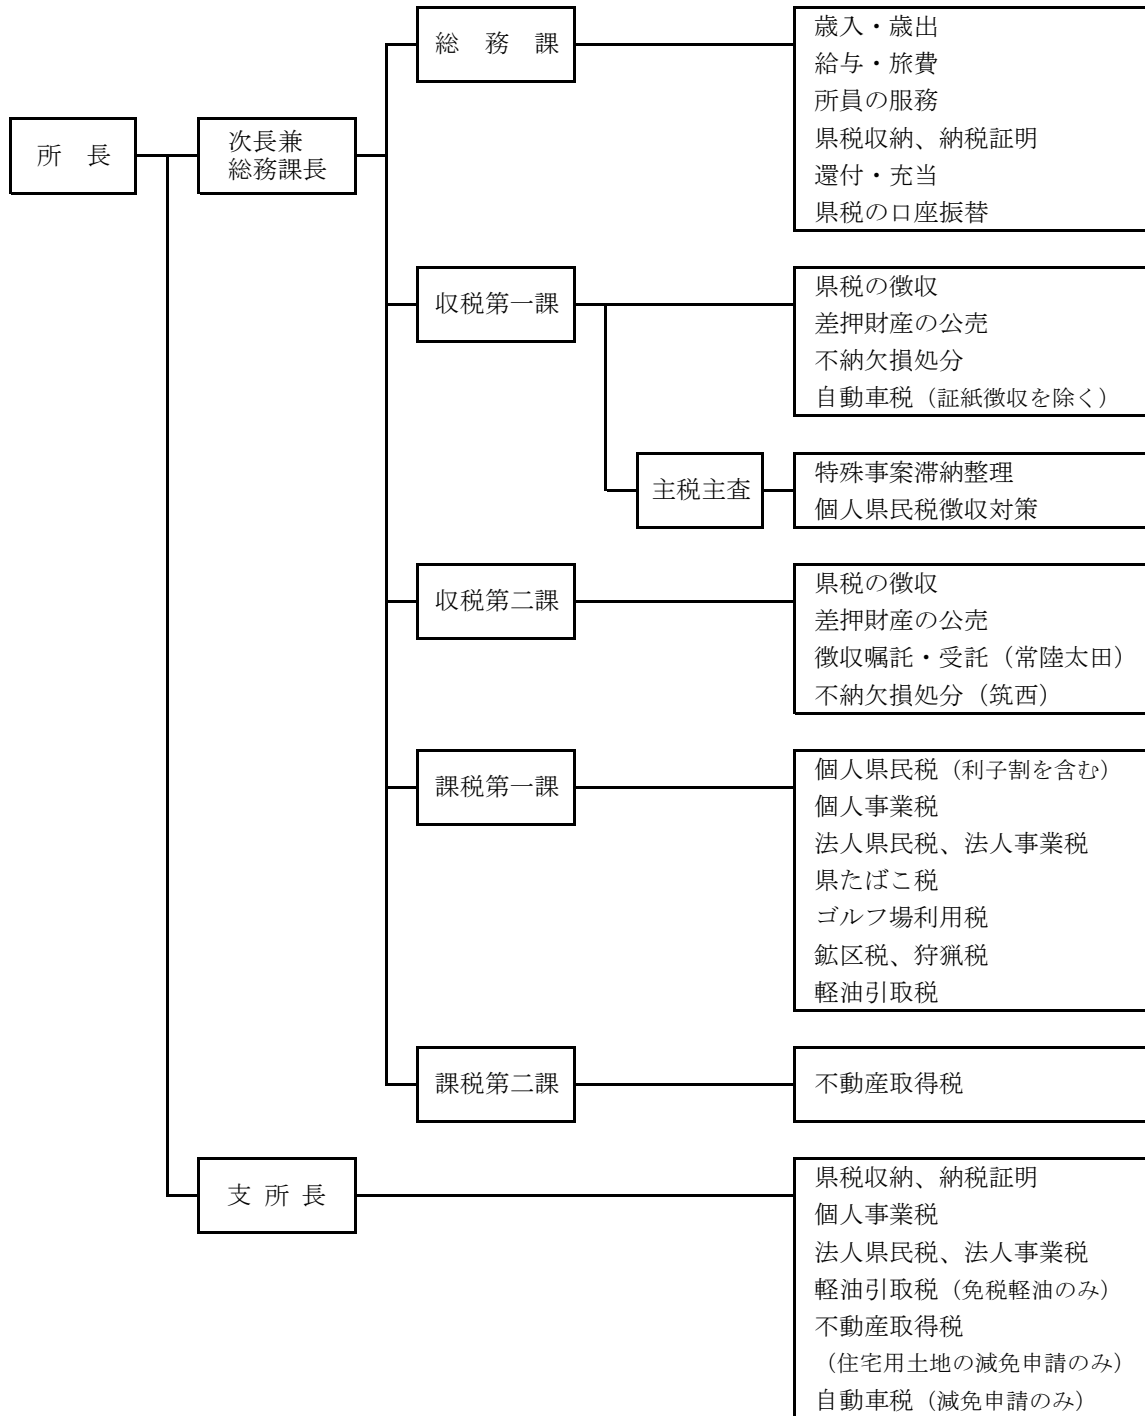 所　長
次長兼
総務課長
総　務　課
歳入・歳出
給与・旅費
所員の服務
県税収納、納税証明
還付・充当
県税の口座振替
収税第一課
県税の徴収
差押財産の公売
不納欠損処分
自動車税（証紙徴収を除く）
主税主査
特殊事案滞納整理
個人県民税徴収対策
収税第二課
県税の徴収
差押財産の公売
徴収嘱託・受託（常陸太田）
不納欠損処分（筑西）
課税第一課
個人県民税（利子割を含む）
個人事業税
法人県民税、法人事業税
県たばこ税
ゴルフ場利用税
鉱区税、狩猟税
軽油引取税
課税第二課
不動産取得税
支 所 長
県税収納、納税証明
個人事業税
法人県民税、法人事業税
軽油引取税（免税軽油のみ）
不動産取得税
（住宅用土地の減免申請のみ）
自動車税（減免申請のみ）